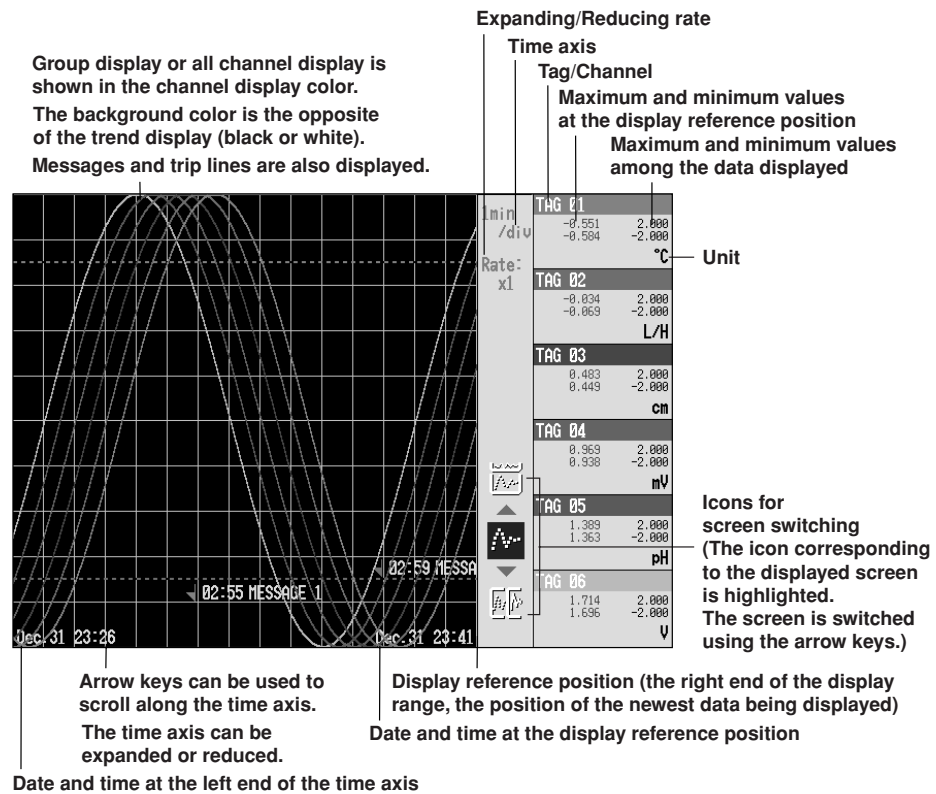 Expanding/Reducing rate
Time axis
Tag/Channel
Maximum and minimum values
at the display reference position
Maximum and minimum values
among the data displayed
Group display or all channel display is
shown in the channel display color.
The background color is the opposite
of the trend display (black or white).
Messages and trip lines are also displayed.
1min
/div
Rate:
x1
TAG 01
-0.551 2.000
-0.584 -2.000
°C
Unit
TAG 02
-0.034 2.000
-0.069 -2.000
L/H
TAG 03
0.483 2.000
0.449 -2.000
cm
TAG 04
0.969 2.000
0.938 -2.000
mV
TAG 05
1.389 2.000
1.363 -2.000
pH
TAG 06
1.714 2.000
1.696 -2.000
V
02:59 MESSA
02:55 MESSAGE 1
Dec.31 23:26
Dec.31 23:41
Icons for
screen switching
(The icon corresponding
to the displayed screen
is highlighted.
The screen is switched
using the arrow keys.)
Arrow keys can be used to
scroll along the time axis.
The time axis can be
expanded or reduced.
Display reference position (the right end of the display
range, the position of the newest data being displayed)
Date and time at the display reference position
Date and time at the left end of the time axis